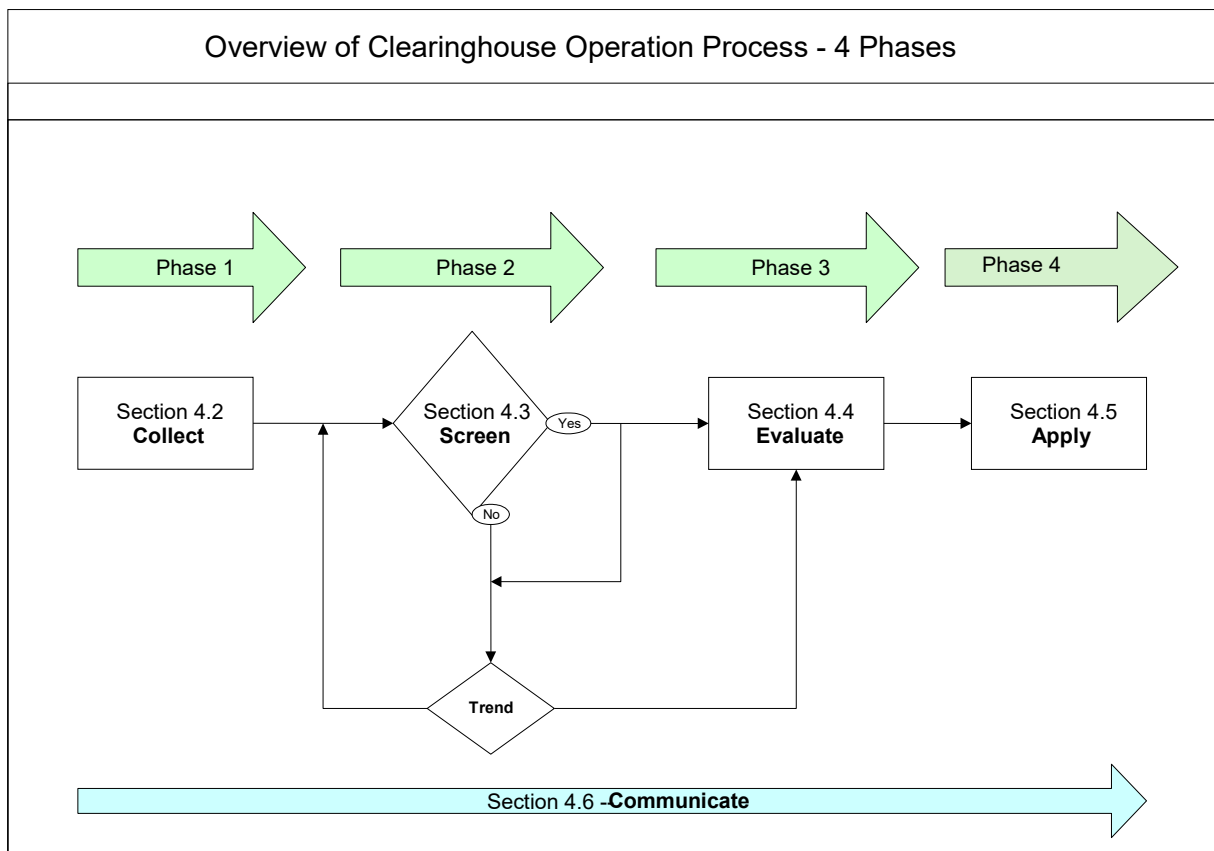 Overview of Clearinghouse Operation Process - 4 Phases
Phase 1
Phase 2
Phase 3
Phase 4
Section 4.2
Collect
Section 4.3
Screen
Yes
No
Section 4.4
Evaluate
Section 4.5
Apply
Trend
Section 4.6 -Communicate